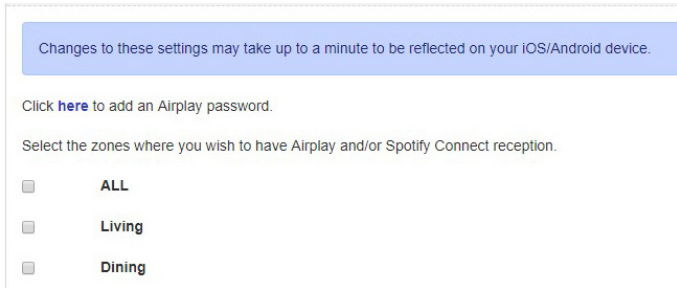 Changes to these settings may take up to a minute to be reflected on your iOS/Android device.
Click here to add an Airplay password.
Select the zones where you wish to have Airplay and/or Spotify Connect reception.
ALL
Living
Dining